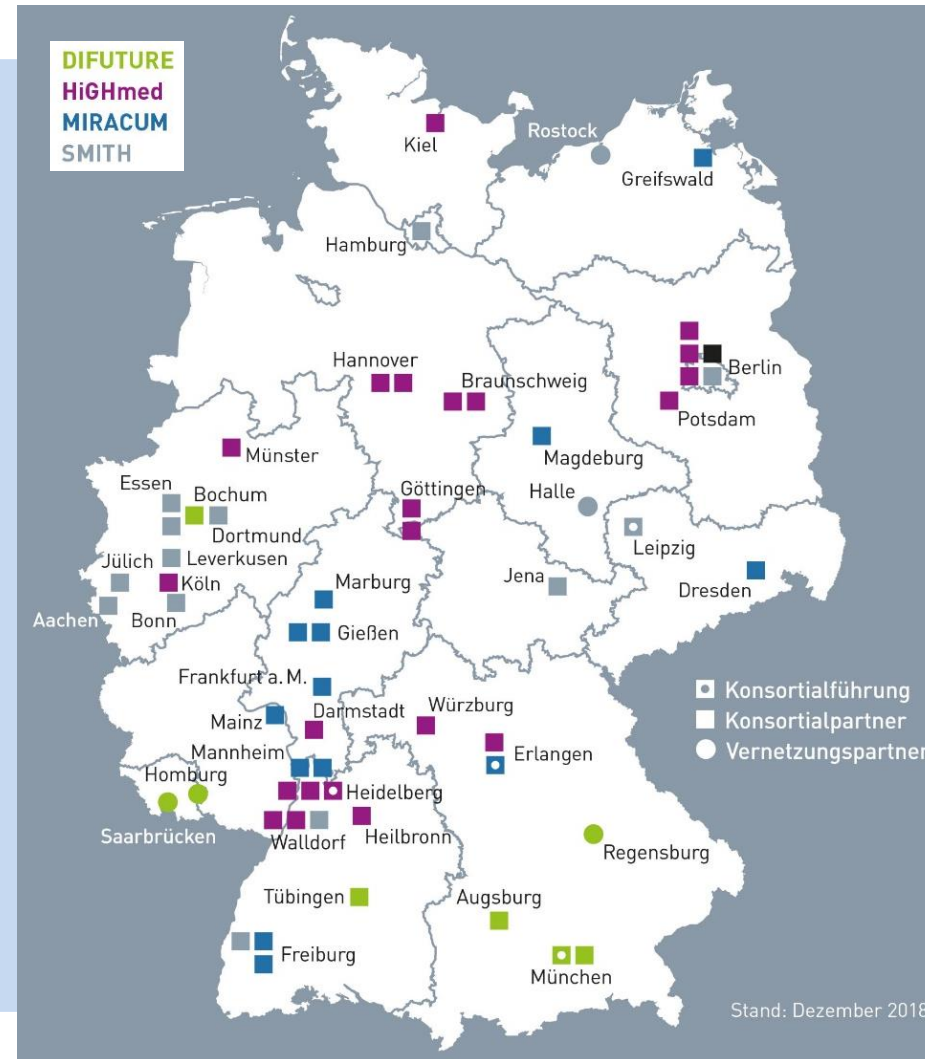 DIFUTURE
HiGHmed
MIRACUM
SMITH
Kiel
Rostock
Greifswald
Hamburg
Hannover
Braunschweig
Berlin
Potsdam
Münster
Magdeburg
Essen
Bochum
Göttingen
Halle
Dortmund
Leipzig
Jülich
Leverkusen
Marburg
Jena
Dresden
Köln
Aachen
Bonn
Gießen
Frankfurt a.M.
Konsortialführung
Mainz
Darmstadt
Würzburg
Konsortialpartner
Mannheim
Erlangen
Vernetzungspartner
Homburg
Heidelberg
Saarbrücken
Walldorf
Heilbronn
Regensburg
Tübingen
Augsburg
Freiburg
München
Stand: Dezember 2018